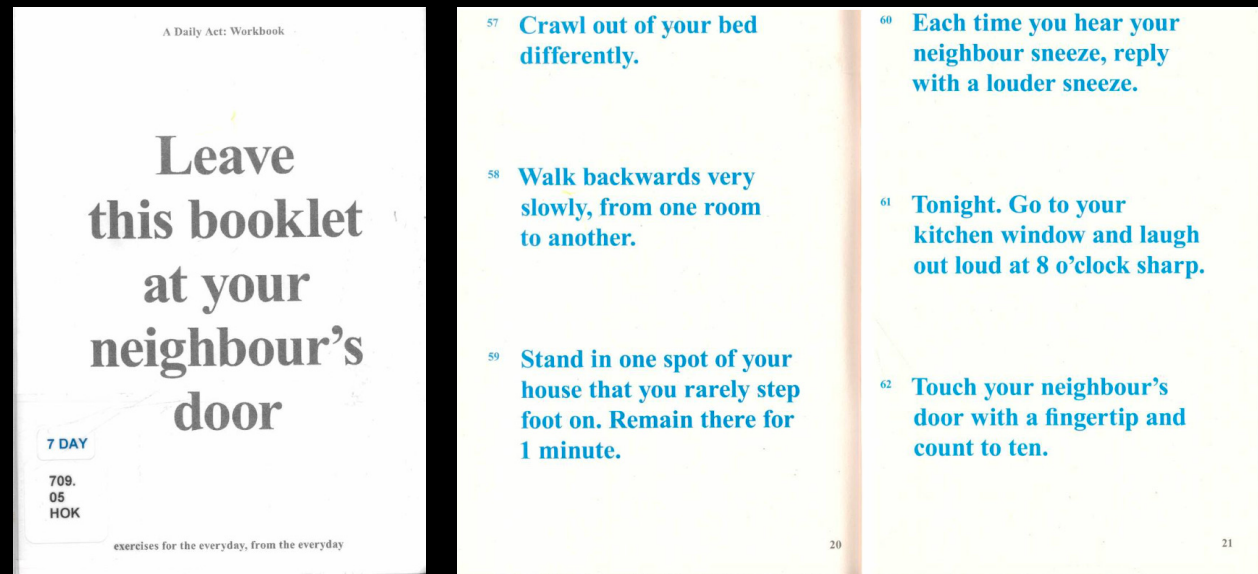 A Daily Act: Workbook
Leave
this booklet
at your
neighbour's
door
7 DAY
709.
05
HOK
exercises for the everyday, from the everyday
57 Crawl out of your bed
differently.
58 Walk backwards very
slowly, from one room
to another.
59 Stand in one spot of your
house that you rarely step
foot on. Remain there for
1 minute.
20
60 Each time you hear your
neighbour sneeze, reply
with a louder sneeze.
61 Tonight. Go to your
kitchen window and laugh
out loud at 8 o'clock sharp.
62 Touch your neighbour's
door with a fingertip and
count to ten.
21